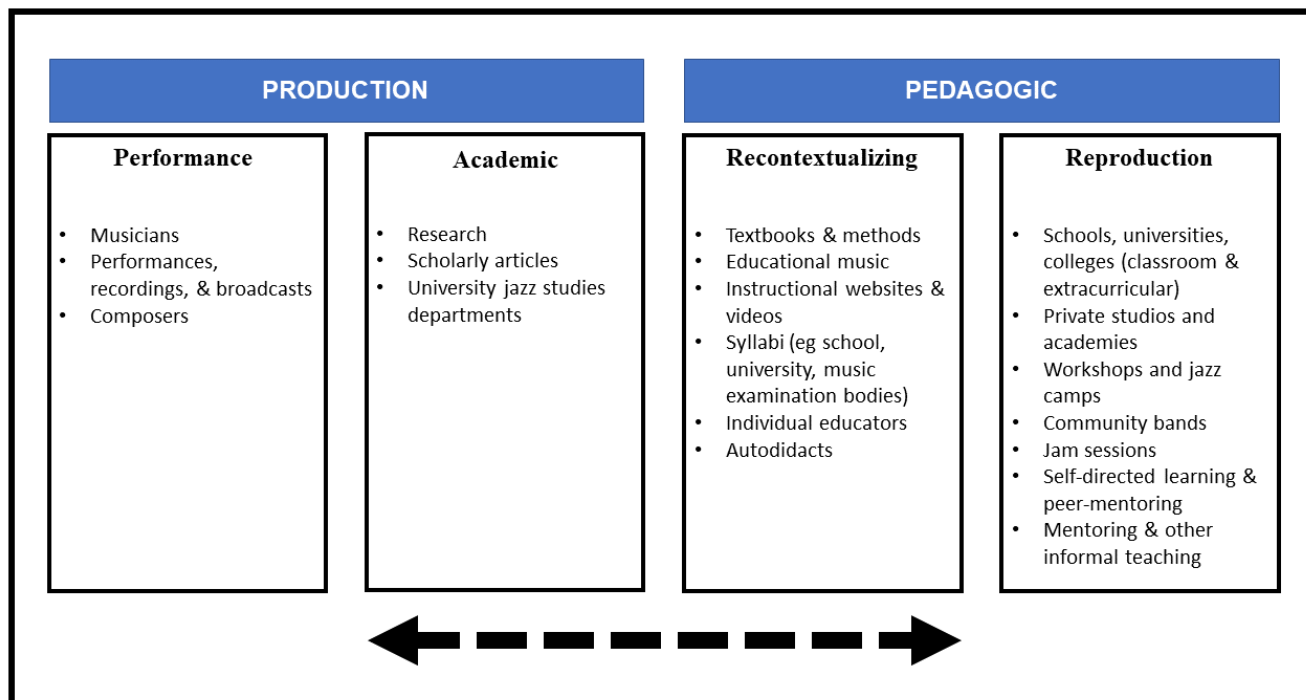 PRODUCTION
PEDAGOGIC
Performance
• Musicians
• Performances,
recordings, & broadcasts
• Composers
Academic
• Research
• Scholarly articles
• University jazz studies
departments
Recontextualizing
• Textbooks & methods
• Educational music
• Instructional websites &
videos
• Syllabi (eg school,
university, music
examination bodies)
• Individual educators
• Autodidacts
Reproduction
• Schools, universities,
colleges (classroom &
extracurricular)
• Private studios and
academies
• Workshops and jazz
camps
• Community bands
• Jam sessions
• Self-directed learning &
peer-mentoring
• Mentoring & other
informal teaching